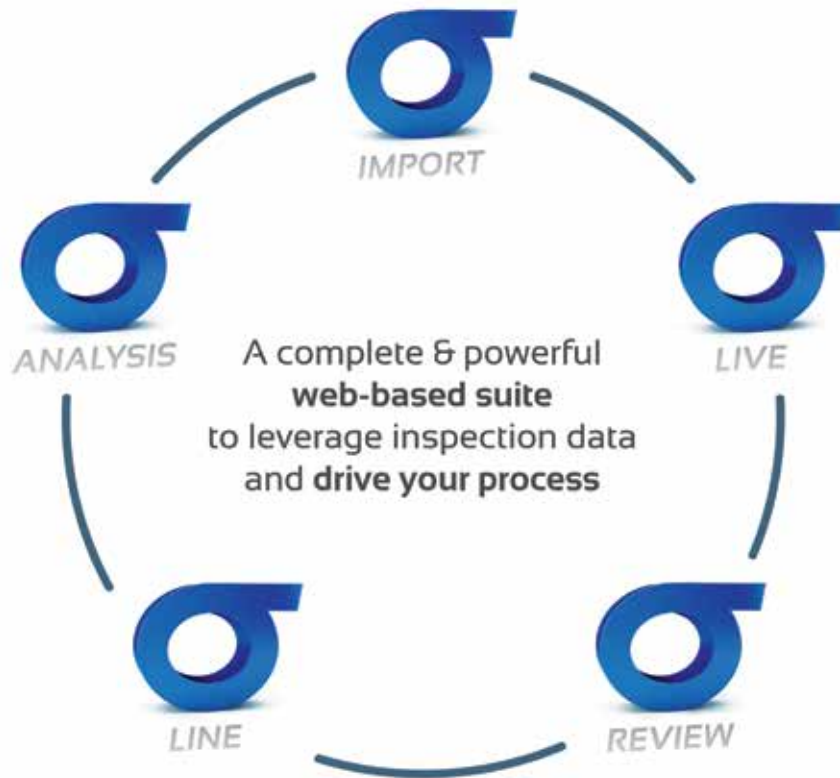 IMPORT
ANALYSIS
LIVE
A complete & powerful
web-based suite
to leverage inspection data
and drive your process
LINE
REVIEW